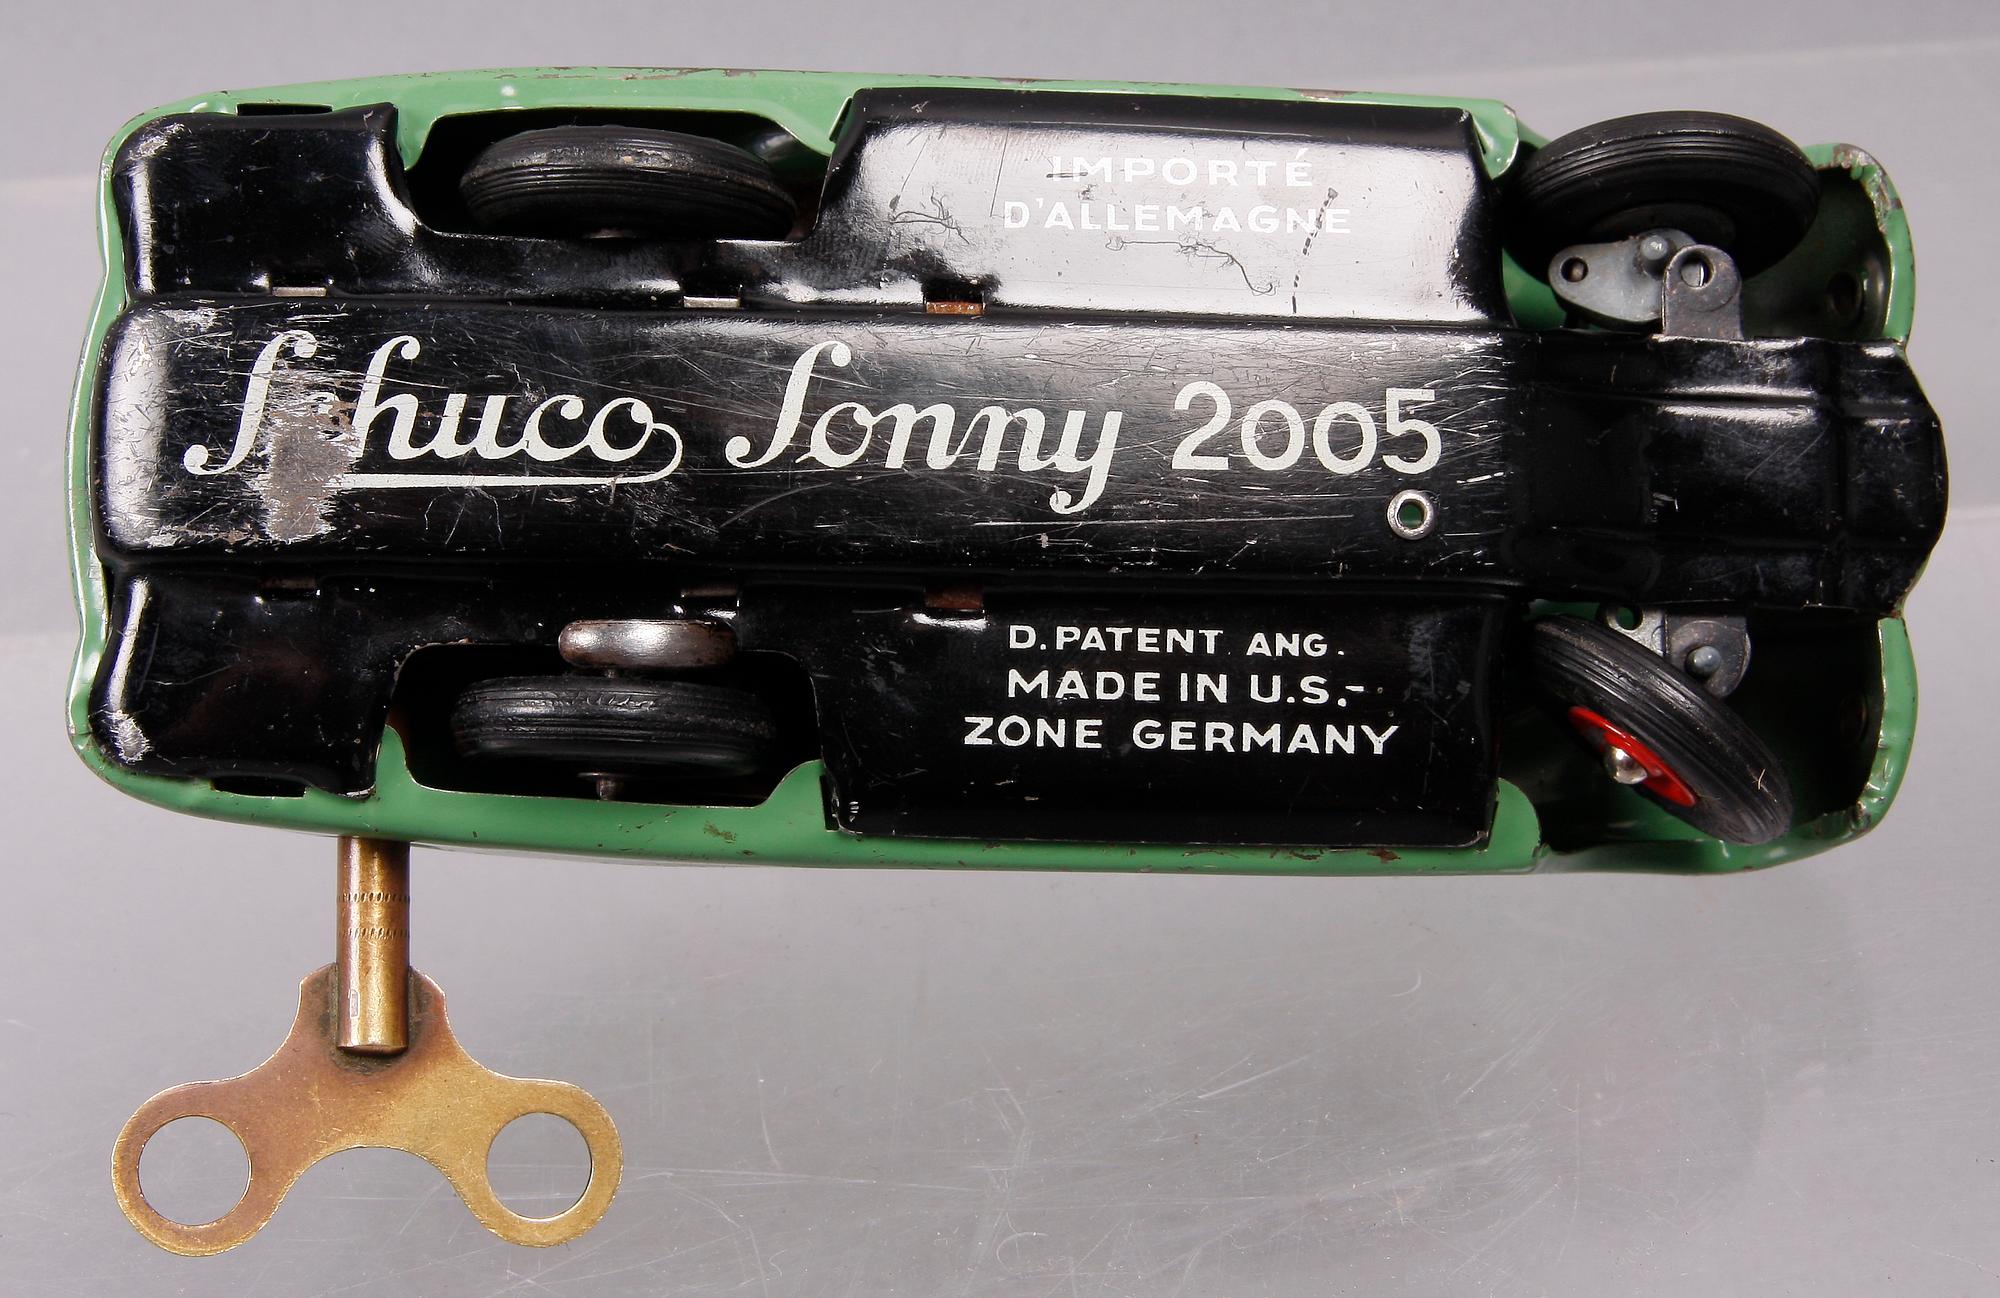 IMPORTÉ
D'ALLEMAGNE
Schuco Sonny 2005
D. PATENT ANG.
MADE IN U.S.-
ZONE GERMANY